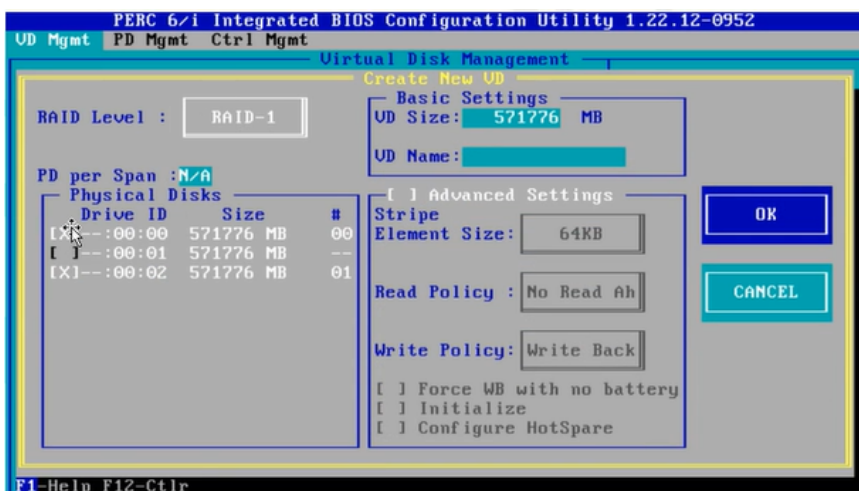 PERC 6/i Integrated BIOS Configuration Utility 1.22.12-0952
VD Mgmt PD Mgmt Ctrl Mgmt
Virtual Disk Management
Create New VD
RAID Level : RAID-1
PD per Span :N/A
Physical Disks
Drive ID Size #
[X]--:00:00 571776 MB 00
[ ]--:00:01 571776 MB --
[X]--:00:02 571776 MB 01
Basic Settings
VD Size: 571776 MB
VD Name:
[ ] Advanced Settings
Stripe
Element Size: 64KB
Read Policy : No Read Ah
Write Policy: Write Back
[ ] Force WB with no battery
[ ] Initialize
[ ] Configure HotSpare
OK
CANCEL
F1-Help F12-Ctlr